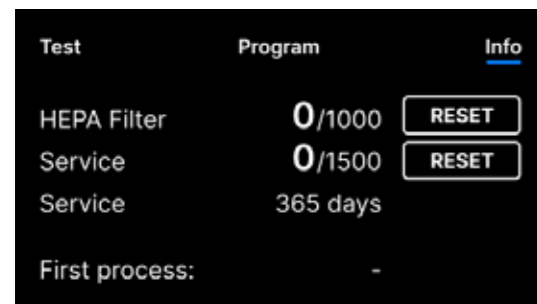 Test Program Info
HEPA Filter 0/1000 RESET
Service 0/1500 RESET
Service 365 days
First process: -